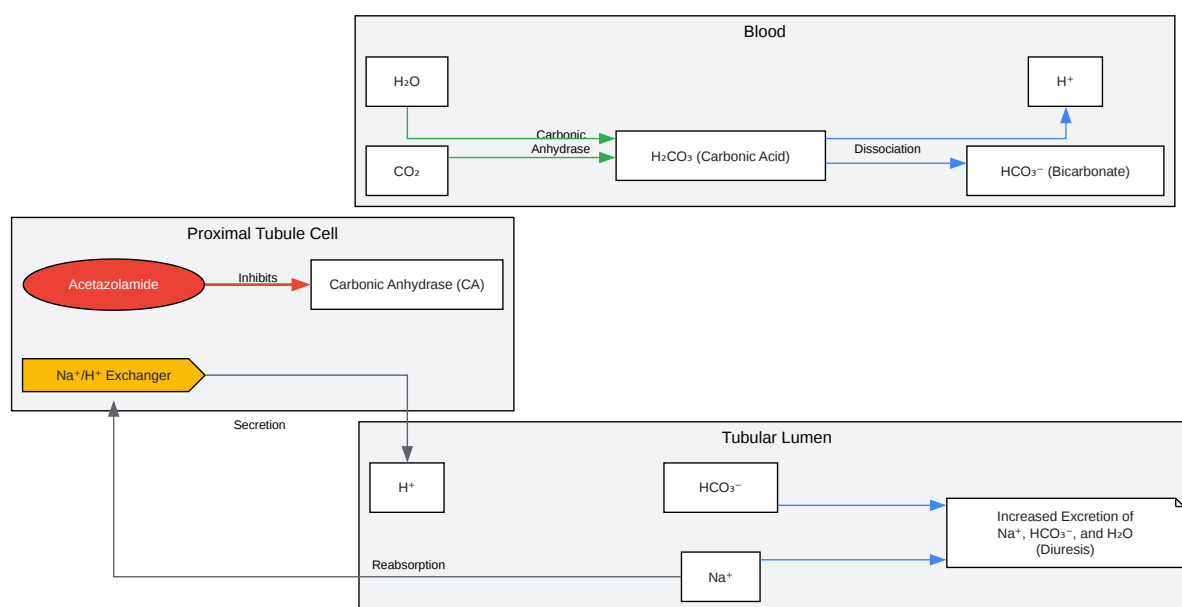 Blood
H₂O
H⁺
Carbonic
Anhydrase
H₂CO₃ (Carbonic Acid)
Dissociation
CO₂
HCO₃⁻ (Bicarbonate)
Proximal Tubule Cell
Acetazolamide
Inhibits
Carbonic Anhydrase (CA)
Na⁺/H⁺ Exchanger
Secretion
Tubular Lumen
H⁺
HCO₃⁻
Increased Excretion of
Na⁺, HCO₃⁻, and H₂O
(Diuresis)
Reabsorption
Na⁺